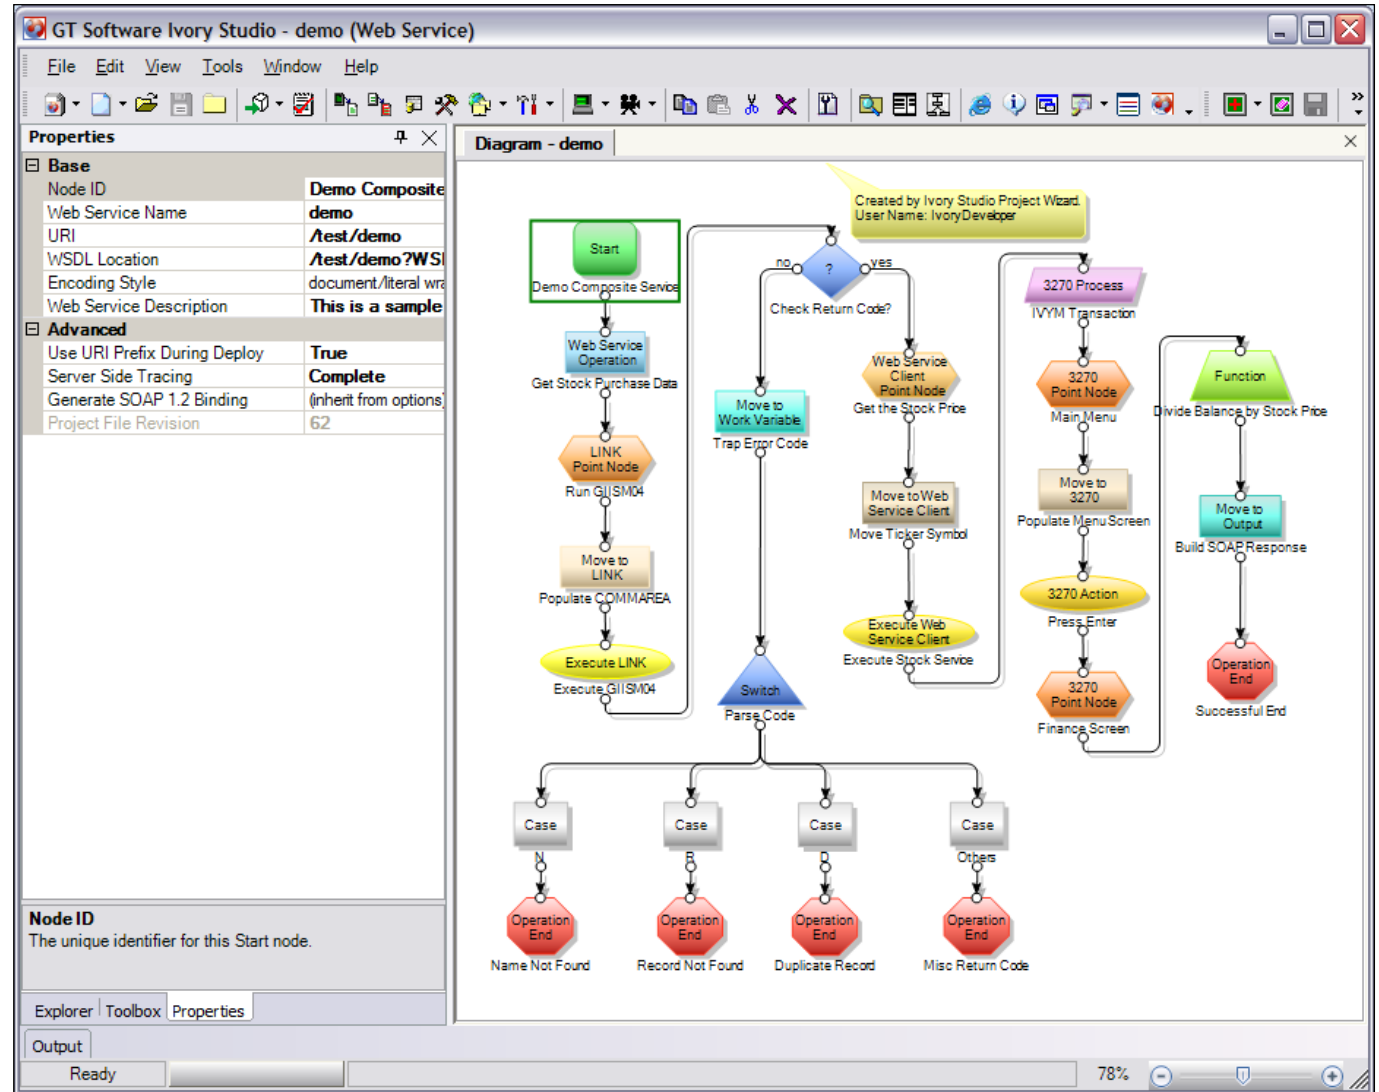 GT Software Ivory Studio - demo (Web Service)
File Edit View Tools Window Help
Properties
Base
Node ID Demo Composite
Web Service Name demo
URI /test/demo
WSDL Location /test/demo?WS
Encoding Style document/literal wra
Web Service Description This is a sample
Advanced
Use URI Prefix During Deploy True
Server Side Tracing Complete
Generate SOAP 1.2 Binding (inherit from options)
Project File Revision 62
Node ID
The unique identifier for this Start node.
Explorer Toolbox Properties
Output
Ready
78%
Diagram - demo
Created by Ivory Studio Project Wizard.
User Name: IvoryDeveloper
Start
Demo Composite Service
Web Service
Operation
Get Stock Purchase Data
LINK
Point Node
Run GIISM04
Move to
LINK
Populate COMMAREA
Execute LINK
Execute GIISM04
?
no
yes
Check Return Code?
Move to
Work Variable
Trap Error Code
Switch
Parse Code
Case
N
Operation
End
Name Not Found
Case
R
Operation
End
Record Not Found
Case
D
Operation
End
Duplicate Record
Case
Others
Operation
End
Misc Return Code
Web Service
Client
Point Node
Get the Stock Price
Move to Web
Service Client
Move Ticker Symbol
Execute Web
Service Client
Execute Stock Service
3270 Process
IVYM Transaction
3270
Point Node
Main Menu
Move to
3270
Populate Menu Screen
3270 Action
Press Enter
3270
Point Node
Finance Screen
Function
Divide Balance by Stock Price
Move to
Output
Build SOAP Response
Operation
End
Successful End